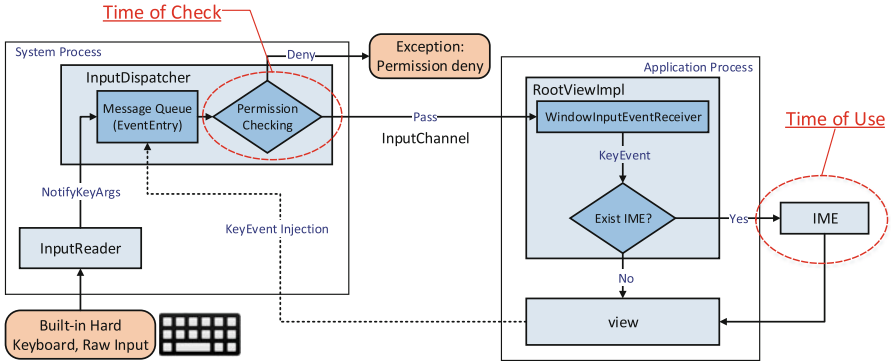 Time of Check
System Process
Deny
Exception:
Permission deny
InputDispatcher
Message Queue
(EventEntry)
Permission
Checking
Pass
InputChannel
Application Process
RootViewImpl
WindowInputEventReceiver
KeyEvent
Time of Use
NotifyKeyArgs
KeyEvent Injection
Exist IME?
Yes
IME
InputReader
No
Built-in Hard
Keyboard, Raw Input
view